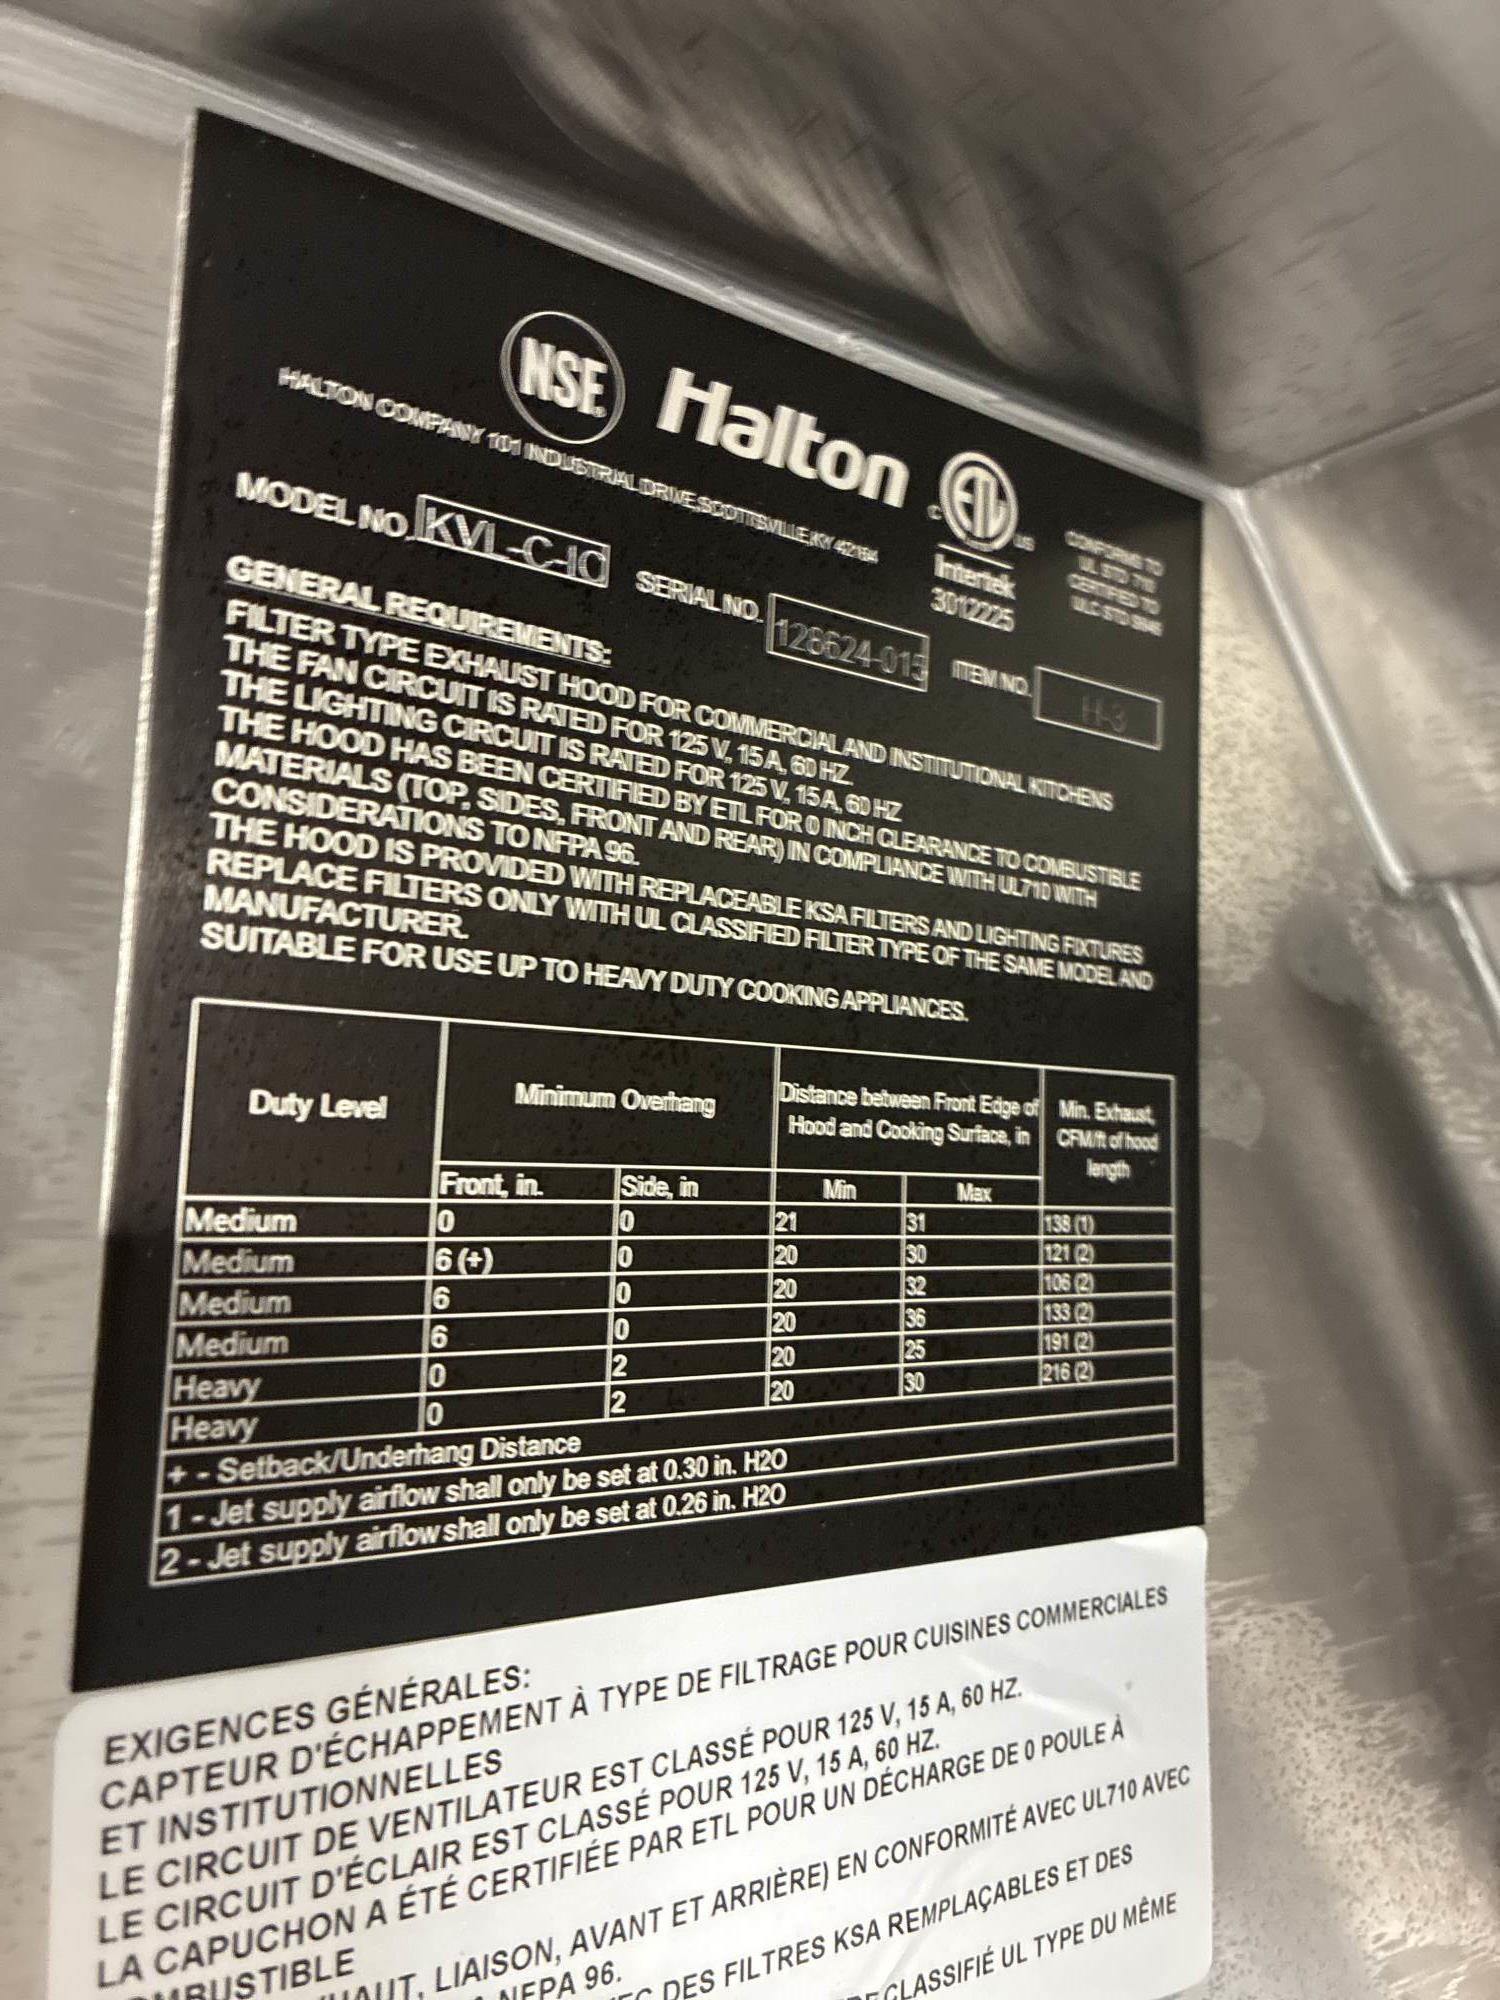 NSF. Halton ETL
C US
Intertek
3012225
CONFORMS TO
UL STD 710
CERTIFIED TO
ULC STD
HALTON COMPANY 101 INDUSTRIAL DRIVE, SCOTTSVILLE, KY 42164
MODEL NO. KVL-C-IC SERIAL NO. 128624-015 ITEM NO. H-3
GENERAL REQUIREMENTS:
FILTER TYPE EXHAUST HOOD FOR COMMERCIAL AND INSTITUTIONAL KITCHENS
THE FAN CIRCUIT IS RATED FOR 125 V, 15 A, 60 HZ.
THE LIGHTING CIRCUIT IS RATED FOR 125 V, 15 A, 60 HZ
THE HOOD HAS BEEN CERTIFIED BY ETL FOR 0 INCH CLEARANCE TO COMBUSTIBLE
MATERIALS (TOP, SIDES, FRONT AND REAR) IN COMPLIANCE WITH UL710 WITH
CONSIDERATIONS TO NFPA 96.
THE HOOD IS PROVIDED WITH REPLACEABLE KSA FILTERS AND LIGHTING FIXTURES
REPLACE FILTERS ONLY WITH UL CLASSIFIED FILTER TYPE OF THE SAME MODEL AND
MANUFACTURER.
SUITABLE FOR USE UP TO HEAVY DUTY COOKING APPLIANCES.
Duty Level Minimum Overhang Distance between Front Edge of Hood and Cooking Surface, in Min. Exhaust, CFM/ft of hood length
Front, in. Side, in Min Max
Medium 0 0 21 31 138 (1)
Medium 6 (+) 0 20 30 121 (2)
Medium 6 0 20 32 106 (2)
Medium 6 0 20 36 133 (2)
Heavy 0 2 20 25 191 (2)
Heavy 0 2 20 30 216 (2)
+ - Setback/Underhang Distance
1 - Jet supply airflow shall only be set at 0.30 in. H2O
2 - Jet supply airflow shall only be set at 0.26 in. H2O
EXIGENCES GÉNÉRALES:
CAPTEUR D'ÉCHAPPEMENT À TYPE DE FILTRAGE POUR CUISINES COMMERCIALES
ET INSTITUTIONNELLES
LE CIRCUIT DE VENTILATEUR EST CLASSÉ POUR 125 V, 15 A, 60 HZ.
LE CIRCUIT D'ÉCLAIR EST CLASSÉ POUR 125 V, 15 A, 60 HZ.
LA CAPUCHON A ÉTÉ CERTIFIÉE PAR ETL POUR UN DÉCHARGE DE 0 POULE À
MBUSTIBLE
HAUT, LIAISON, AVANT ET ARRIÈRE) EN CONFORMITÉ AVEC UL710 AVEC
NFPA 96.
DES FILTRES KSA REMPLAÇABLES ET DES
CLASSIFIÉ UL TYPE DU MÊME